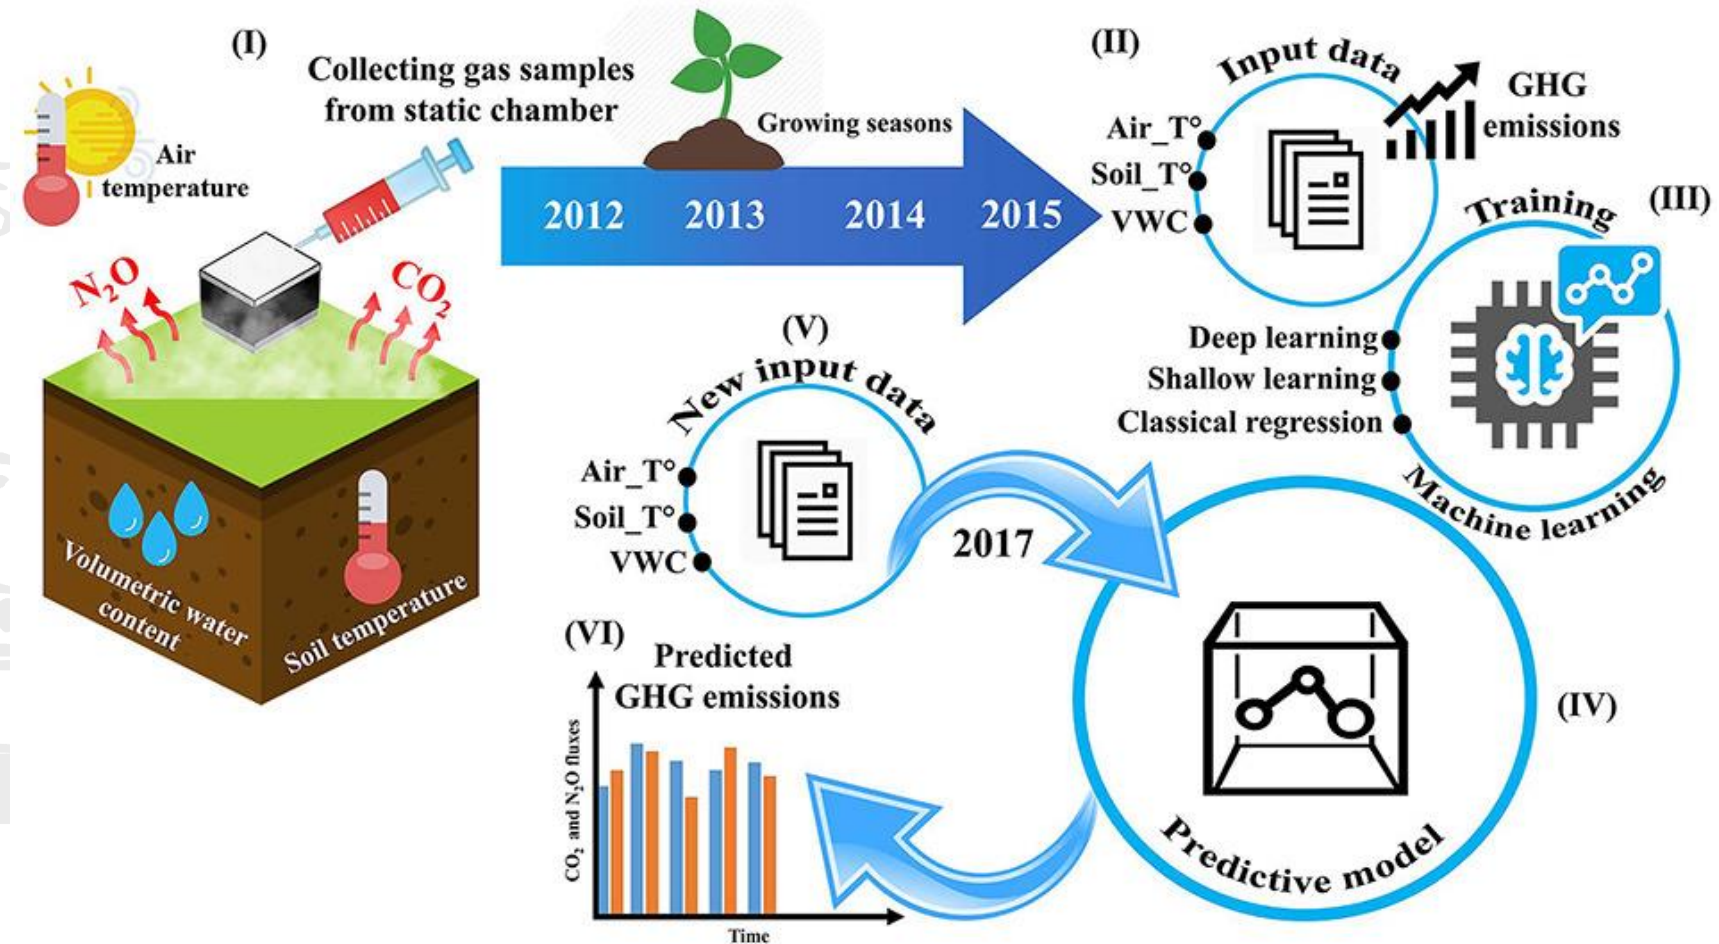 (I)
Collecting gas samples
from static chamber
Air
temperature
N₂O
CO₂
Volumetric water
content
Soil temperature
Growing seasons
2012 2013 2014 2015
(II)
Input data
GHG
emissions
Air_T°
Soil_T°
VWC
(III)
Training
Deep learning
Shallow learning
Classical regression
Machine learning
(IV)
Predictive model
(V)
New input data
Air_T°
Soil_T°
VWC
2017
(VI)
Predicted
GHG emissions
CO₂ and N₂O fluxes
Time